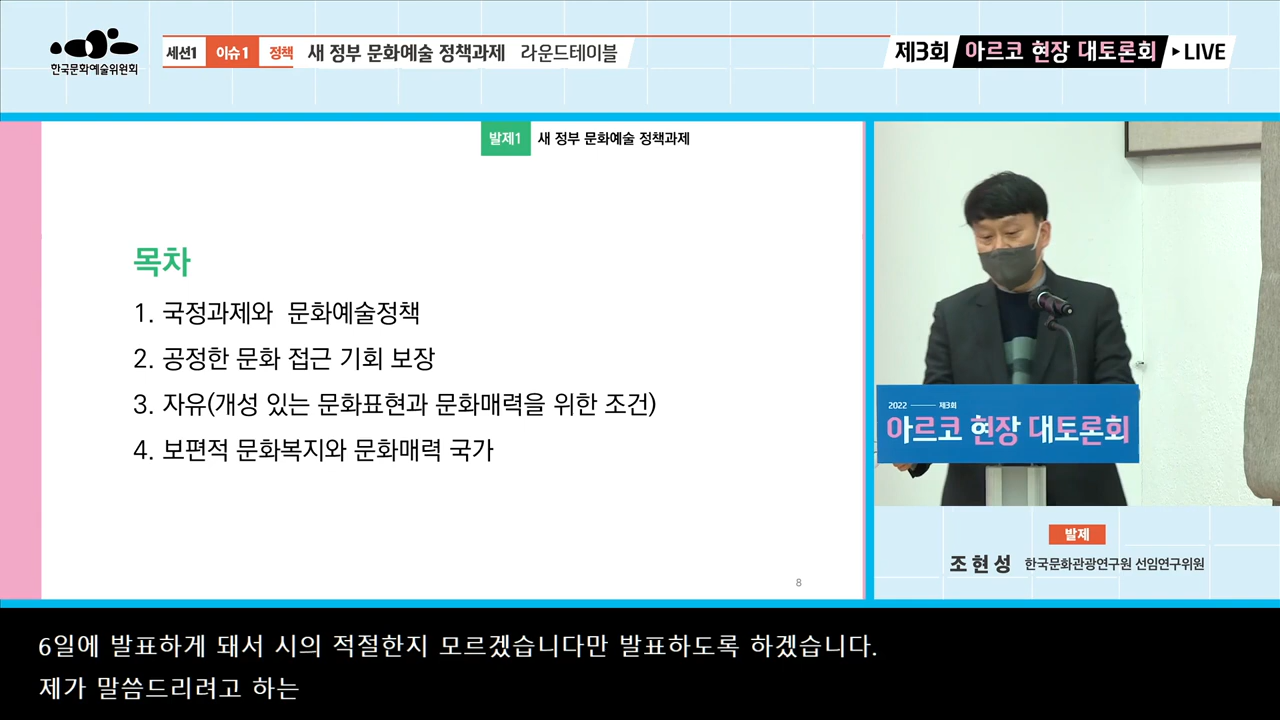 한국문화예술위원회
세션1 이슈1 정책 새 정부 문화예술 정책과제 라운드테이블
제3회 아르코 현장 대토론회 LIVE
발제1 새 정부 문화예술 정책과제
목차
1. 국정과제와 문화예술정책
2. 공정한 문화 접근 기회 보장
3. 자유(개성 있는 문화표현과 문화매력을 위한 조건)
4. 보편적 문화복지와 문화매력 국가
8
2022 제3회
아르코 현장 대토론회
발제
조현성 한국문화관광연구원 선임연구위원
6일에 발표하게 돼서 시의 적절한지 모르겠습니다만 발표하도록 하겠습니다.
제가 말씀드리려고 하는